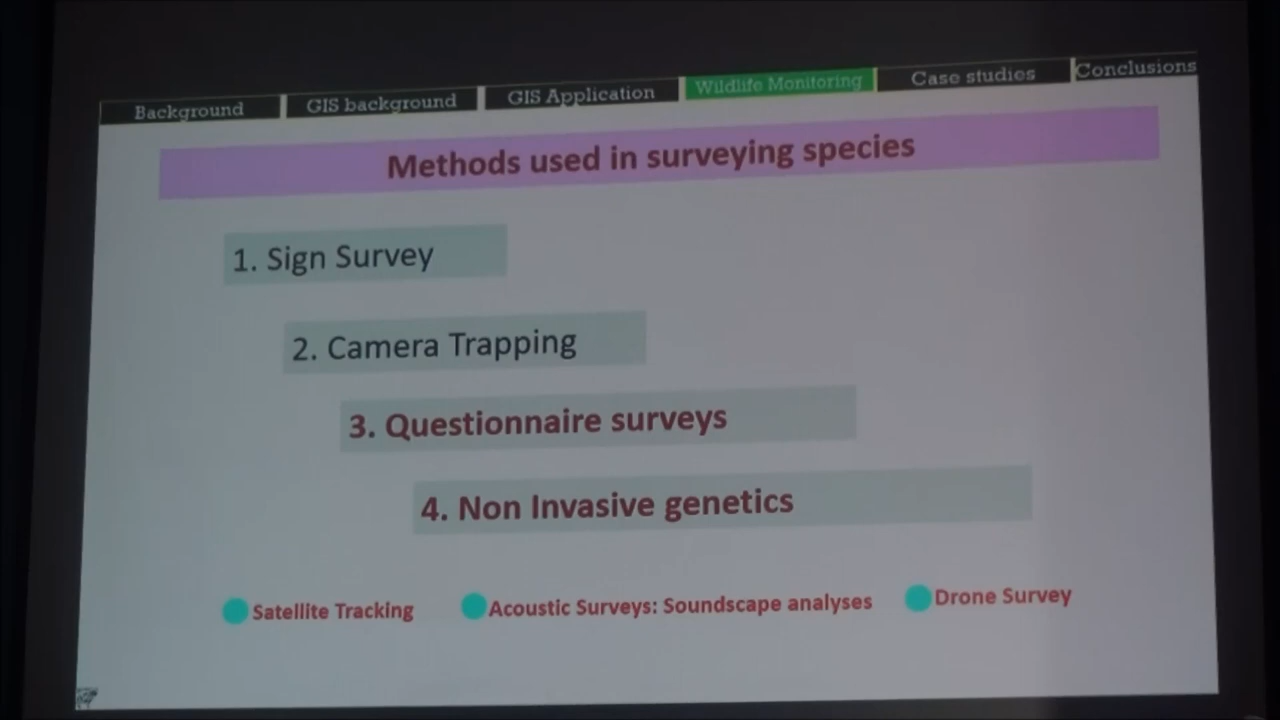 Background GIS background GIS Application Wildlife Monitoring Case studies Conclusions
Methods used in surveying species
1. Sign Survey
2. Camera Trapping
3. Questionnaire surveys
4. Non Invasive genetics
Satellite Tracking Acoustic Surveys: Soundscape analyses Drone Survey